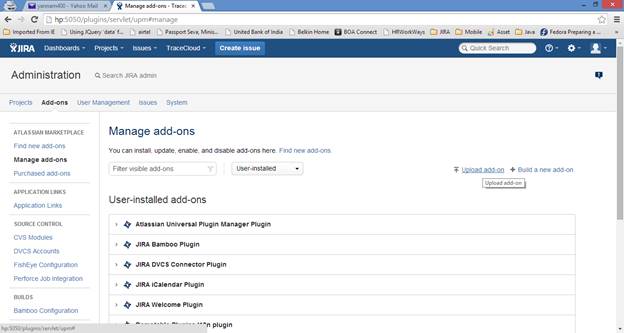 yannam400 - Yahoo Mail
Manage add-ons - Trace
hp:5050/plugins/servlet/upm#manage
Imported From IE
Using JQuery 'data' f
airtel
Passport Seva, Minist
United Bank of India
Belkin Home
BOA Connect
HRWorkWays
JIRA
Mobile
Asset
Java
Fedora Preparing a
JIRA Dashboards Projects Issues TraceCloud Create issue Quick Search
Administration Search JIRA admin
Projects Add-ons User Management Issues System
ATLASSIAN MARKETPLACE
Find new add-ons
Manage add-ons
Purchased add-ons
APPLICATION LINKS
Application Links
SOURCE CONTROL
CVS Modules
DVCS Accounts
FishEye Configuration
Perforce Job Integration
BUILDS
Bamboo Configuration
Manage add-ons
You can install, update, enable, and disable add-ons here. Find new add-ons.
Filter visible add-ons User-installed
Upload add-on Build a new add-on
Upload add-on
User-installed add-ons
Atlassian Universal Plugin Manager Plugin
JIRA Bamboo Plugin
JIRA DVCS Connector Plugin
JIRA iCalendar Plugin
JIRA Welcome Plugin
hp:5050/plugins/servlet/upm#